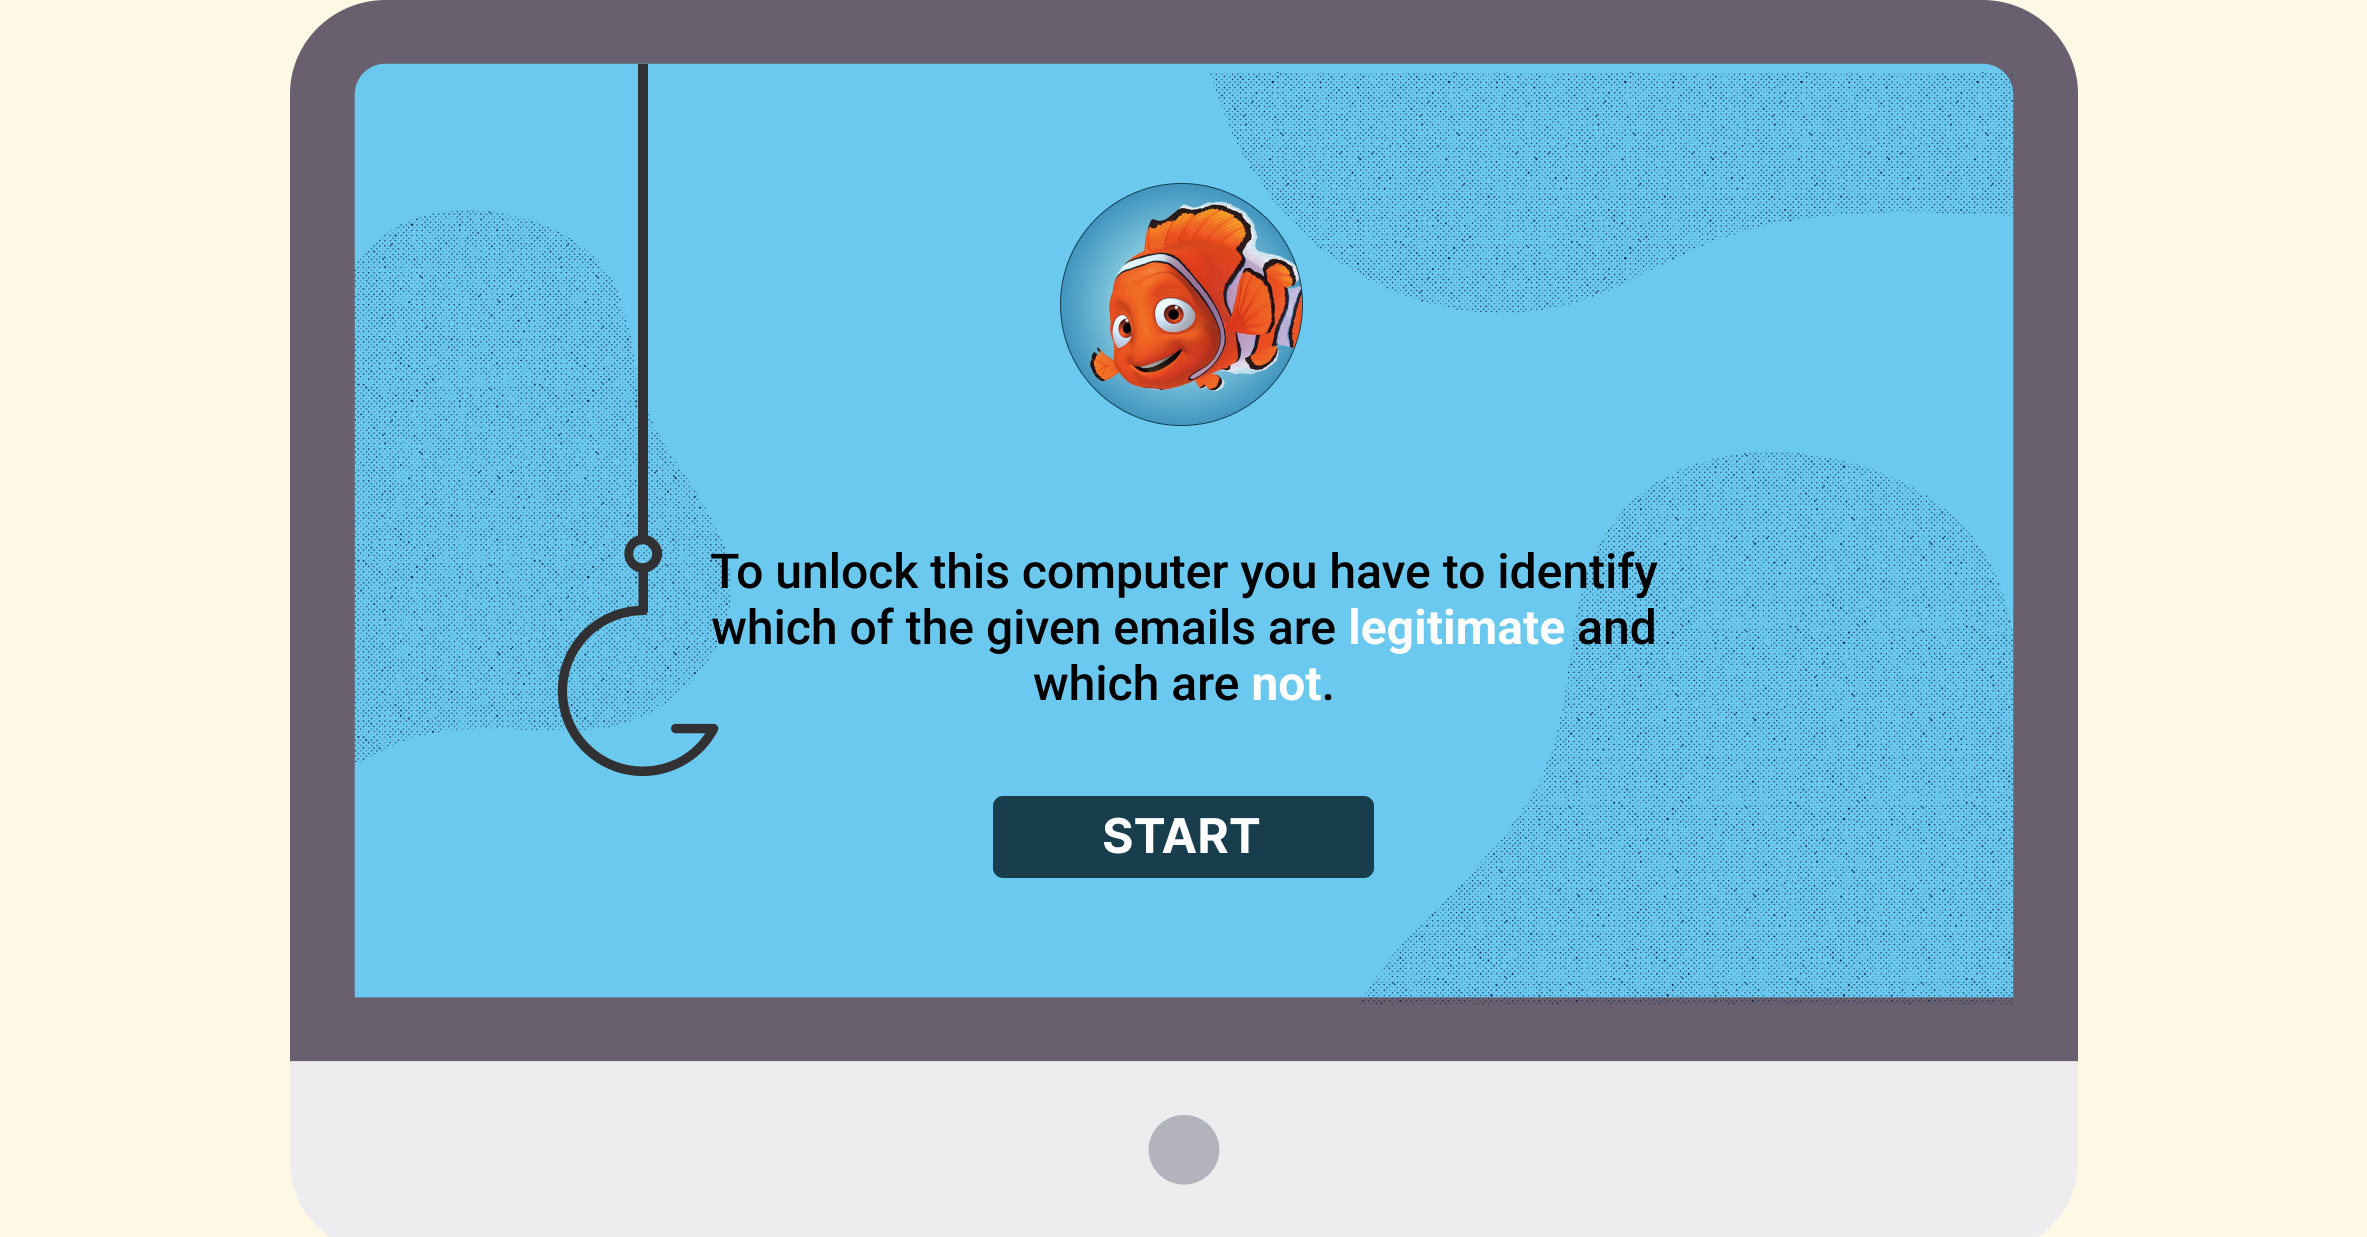 To unlock this computer you have to identify
which of the given emails are legitimate and
which are not.
START